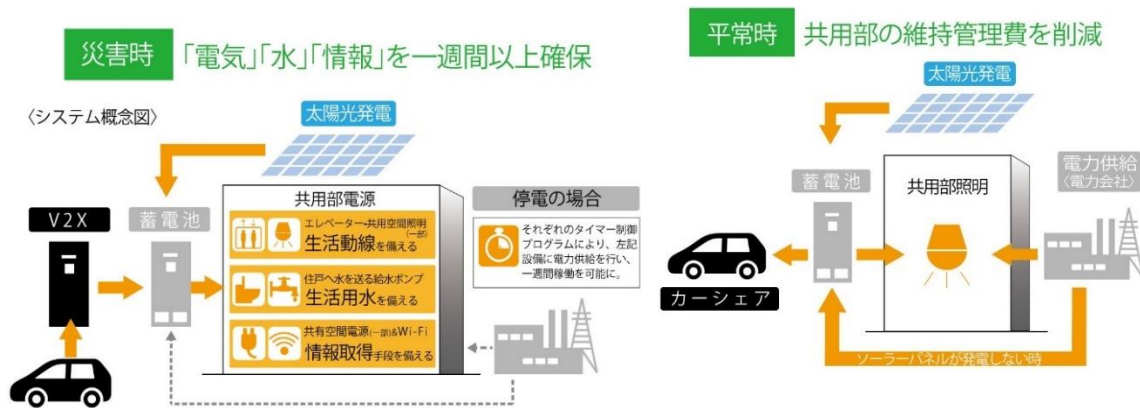 災害時 「電気」「水」「情報」を一週間以上確保
〈システム概念図〉
太陽光発電
V2X
蓄電池
共用部電源
エレベーター・共用空間照明(一部)
生活動線を備える
住戸へ水を送る給水ポンプ
生活用水を備える
共有空間電源(一部)&Wi-Fi
情報取得手段を備える
停電の場合
それぞれのタイマー制御
プログラムにより、左記
設備に電力供給を行い、
一週間稼働を可能に。
平常時 共用部の維持管理費を削減
太陽光発電
蓄電池
共用部照明
電力供給
〈電力会社〉
カーシェア
ソーラーパネルが発電しない時